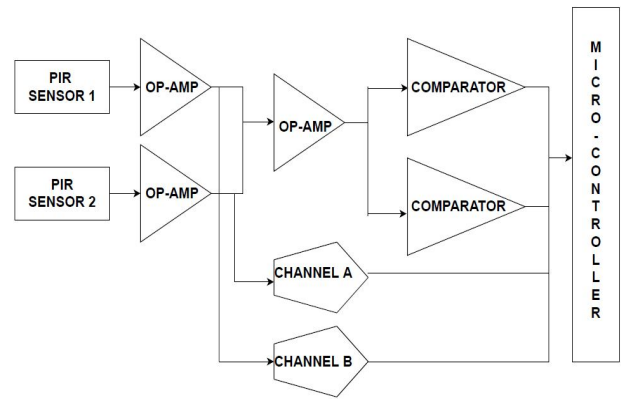 PIR
SENSOR 1
OP-AMP
PIR
SENSOR 2
OP-AMP
OP-AMP
COMPARATOR
COMPARATOR
CHANNEL A
CHANNEL B
M
I
C
R
O
-
C
O
N
T
R
O
L
L
E
R